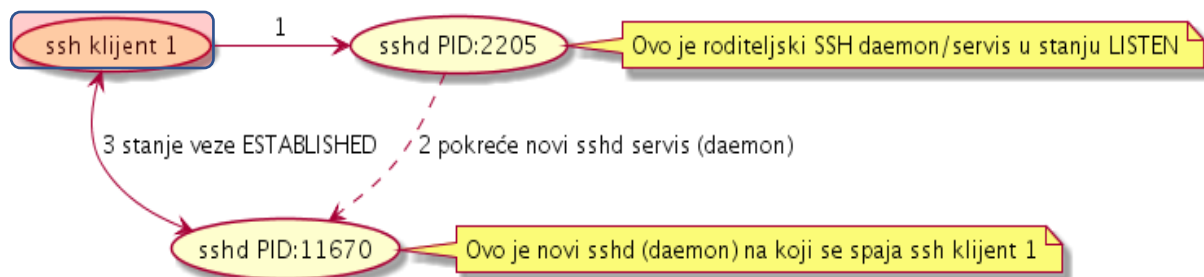 ssh klijent 1
1
sshd PID:2205
Ovo je roditeljski SSH daemon/servis u stanju LISTEN
3 stanje veze ESTABLISHED
2 pokreće novi sshd servis (daemon)
sshd PID:11670
Ovo je novi sshd (daemon) na koji se spaja ssh klijent 1